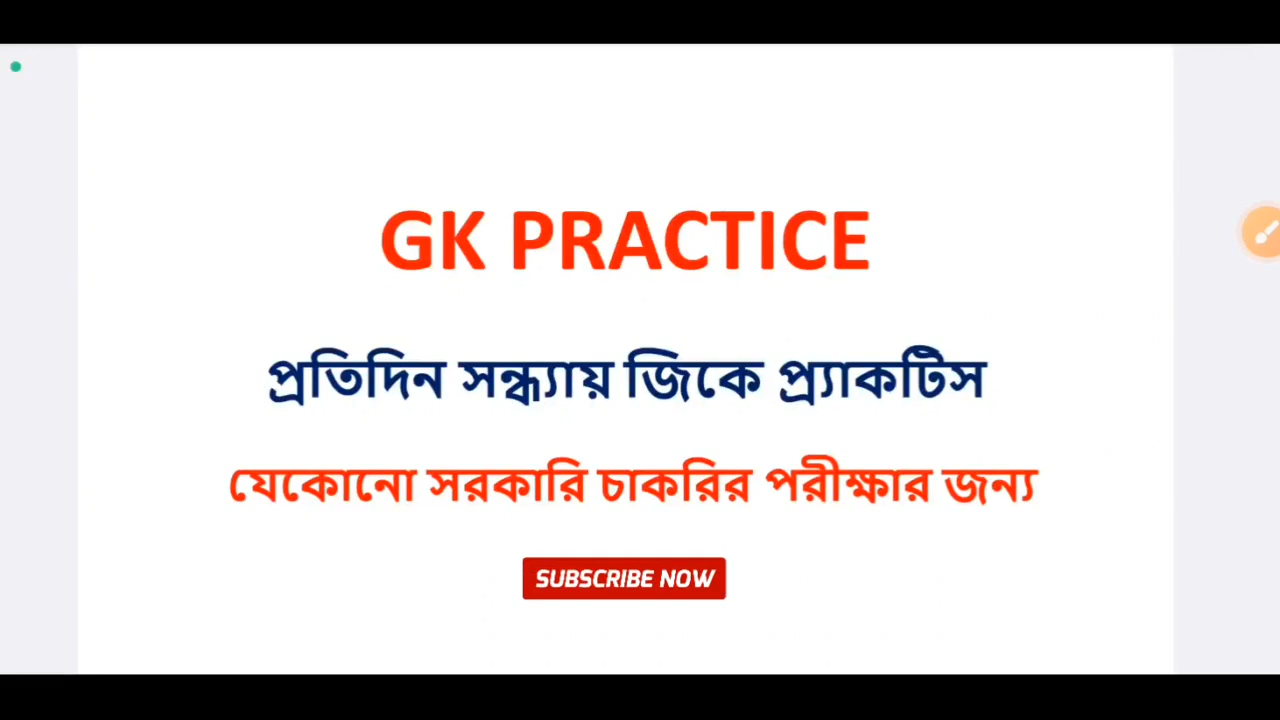 GK PRACTICE
প্রতিদিন সন্ধ্যায় জিকে প্র্যাকটিস
যেকোনো সরকারি চাকরির পরীক্ষার জন্য
SUBSCRIBE NOW